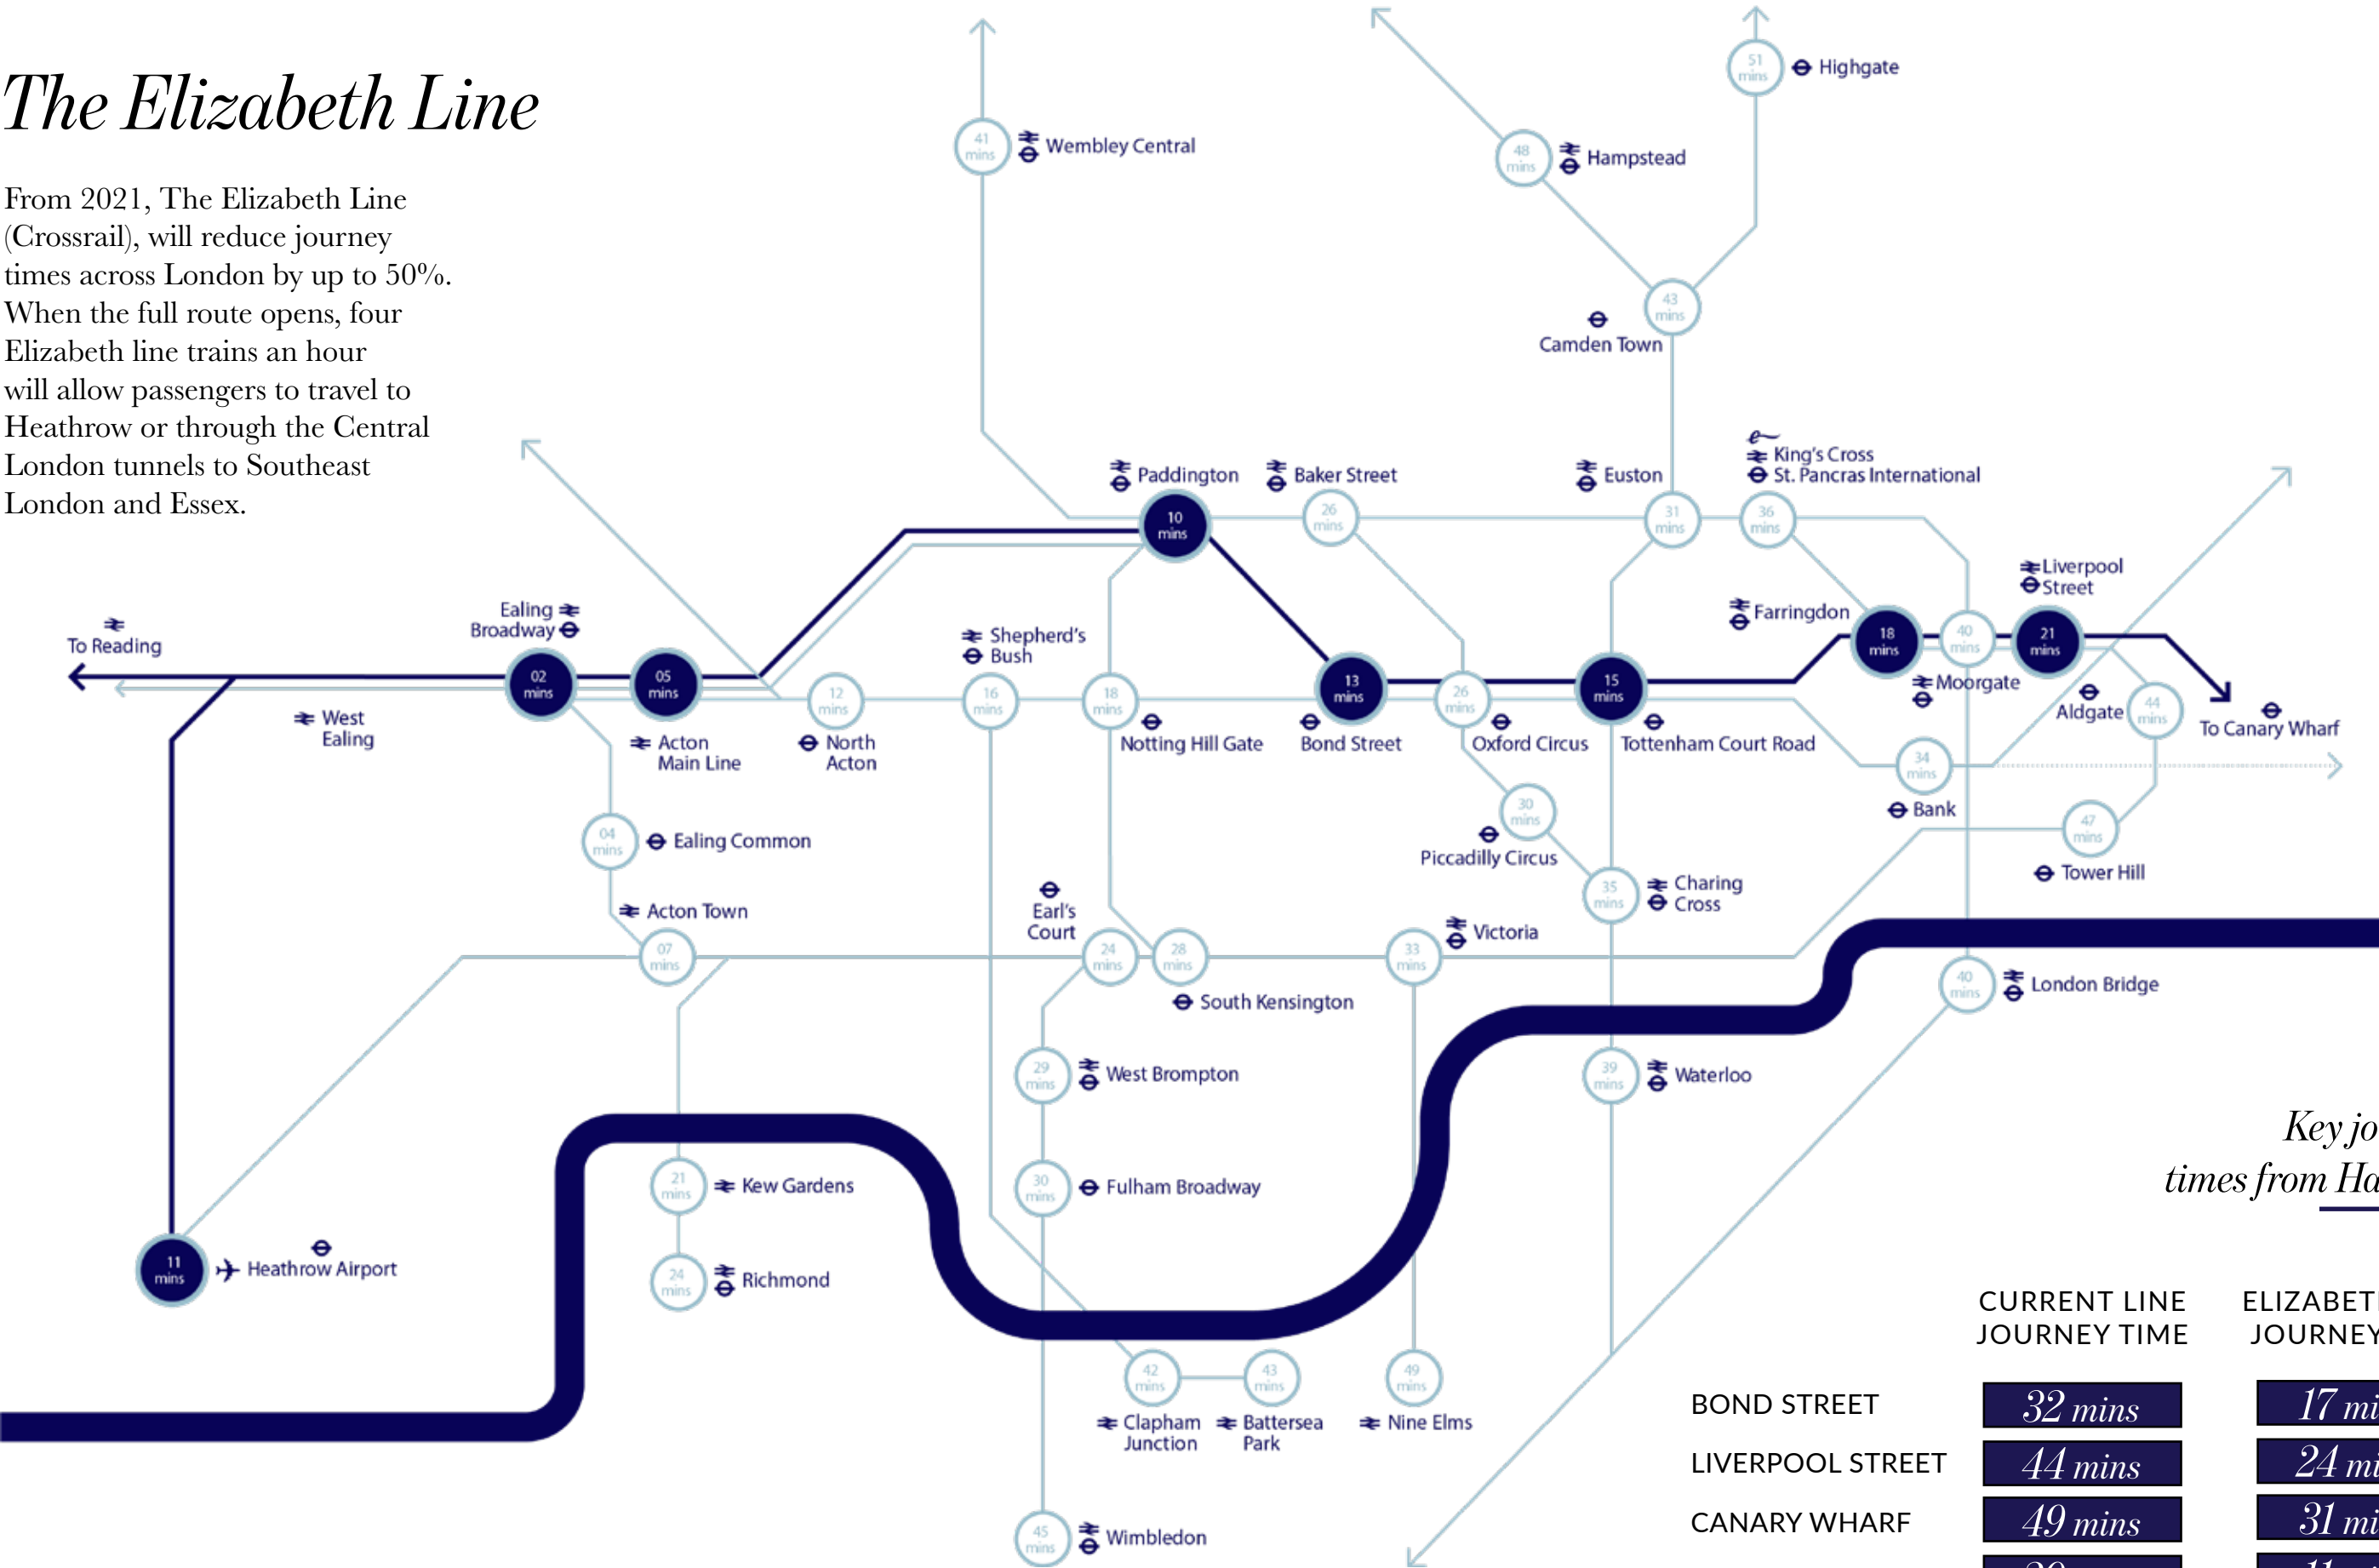 The Elizabeth Line
From 2021, The Elizabeth Line
(Crossrail), will reduce journey
times across London by up to 50%.
When the full route opens, four
Elizabeth line trains an hour
will allow passengers to travel to
Heathrow or through the Central
London tunnels to Southeast
London and Essex.
51
mins
Highgate
41
mins
Wembley Central
48
mins
Hampstead
43
mins
Camden Town
Paddington
10
mins
Baker Street
26
mins
Euston
31
mins
King's Cross
St. Pancras International
36
mins
Liverpool
Street
21
mins
Farringdon
18
mins
40
mins
Moorgate
To Reading
Ealing
Broadway
02
mins
05
mins
Acton
Main Line
West
Ealing
12
mins
North
Acton
Shepherd's
Bush
16
mins
18
mins
Notting Hill Gate
13
mins
Bond Street
26
mins
Oxford Circus
15
mins
Tottenham Court Road
Aldgate
44
mins
To Canary Wharf
34
mins
Bank
47
mins
Tower Hill
04
mins
Ealing Common
30
mins
Piccadilly Circus
35
mins
Charing
Cross
Acton Town
07
mins
Earl's
Court
24
mins
28
mins
South Kensington
Victoria
33
mins
40
mins
London Bridge
29
mins
West Brompton
39
mins
Waterloo
21
mins
Kew Gardens
30
mins
Fulham Broadway
11
mins
Heathrow Airport
24
mins
Richmond
42
mins
Clapham
Junction
43
mins
Battersea
Park
49
mins
Nine Elms
45
mins
Wimbledon
Key
times from
CURRENT LINE
JOURNEY TIME
JOURNEY
BOND STREET 32 mins 17
LIVERPOOL STREET 44 mins 24
CANARY WHARF 49 mins 31